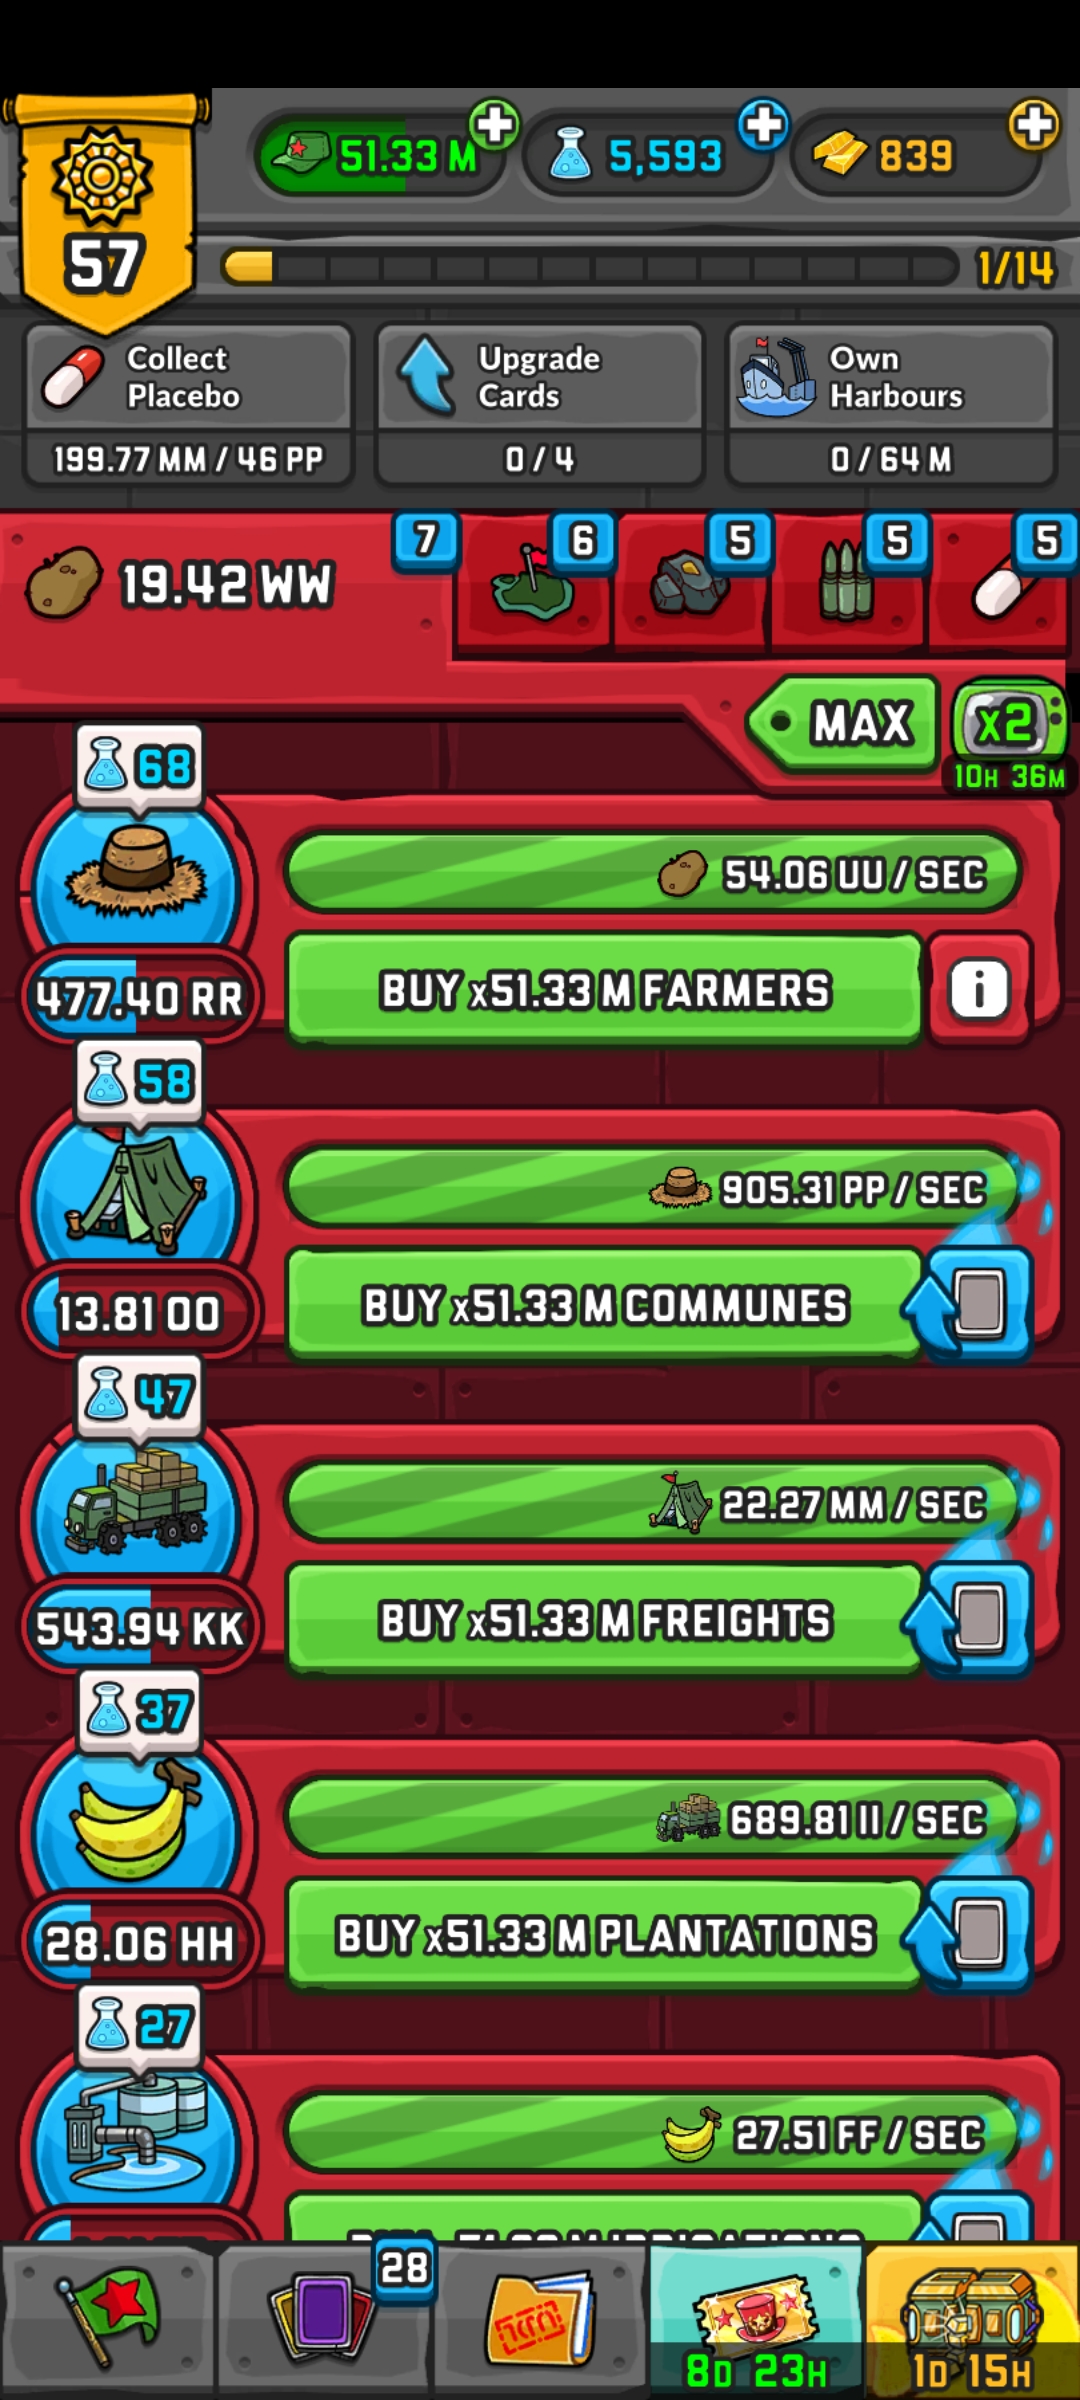 51.33 M
5,593
839
57
1/14
Collect
Placebo
199.77 MM / 46 PP
Upgrade
Cards
0 / 4
Own
Harbours
0 / 64 M
19.42 WW
7
6
5
5
5
MAX
x2
10H 36M
68
54.06 UU / SEC
477.40 RR
BUY x51.33 M FARMERS
i
58
905.31 PP / SEC
13.81 OO
BUY x51.33 M COMMUNES
47
22.27 MM / SEC
543.94 KK
BUY x51.33 M FREIGHTS
37
689.81 II / SEC
28.06 HH
BUY x51.33 M PLANTATIONS
27
27.51 FF / SEC
28
8D 23H
1D 15H